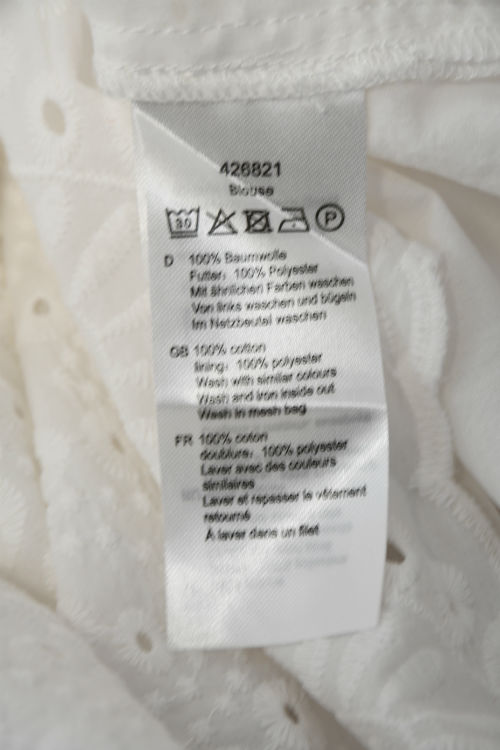 426821
Blouse
30 P
D 100% Baumwolle
Futter: 100% Polyester
Mit ähnlichen Farben waschen
Von links waschen und bügeln
Im Netzbeutel waschen
GB 100% cotton
lining: 100% polyester
Wash with similar colours
Wash and iron inside out
Wash in mesh bag
FR 100% coton
doublure: 100% polyester
Laver avec des couleurs
similaires
Laver et repasser le vêtement
retourné
À laver dans un filet